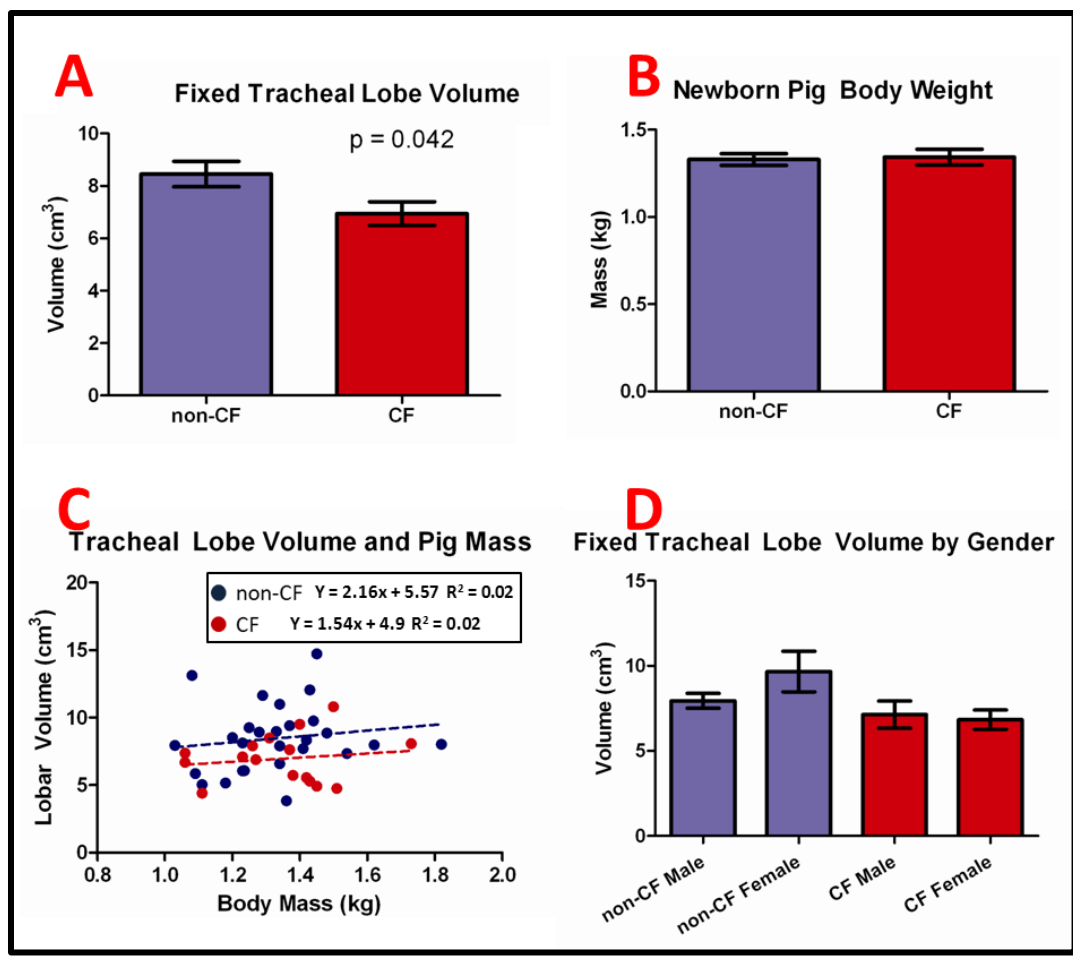 A
Fixed Tracheal Lobe Volume
p = 0.042
Volume (cm³)
10
8
6
4
2
0
non-CF
CF
B
Newborn Pig Body Weight
Mass (kg)
1.5
1.0
0.5
0.0
non-CF
CF
C
Tracheal Lobe Volume and Pig Mass
non-CF Y = 2.16x + 5.57 R² = 0.02
CF Y = 1.54x + 4.9 R² = 0.02
Lobar Volume (cm³)
20
15
10
5
0
0.8 1.0 1.2 1.4 1.6 1.8 2.0
Body Mass (kg)
D
Fixed Tracheal Lobe Volume by Gender
Volume (cm³)
15
10
5
0
non-CF Male
non-CF Female
CF Male
CF Female